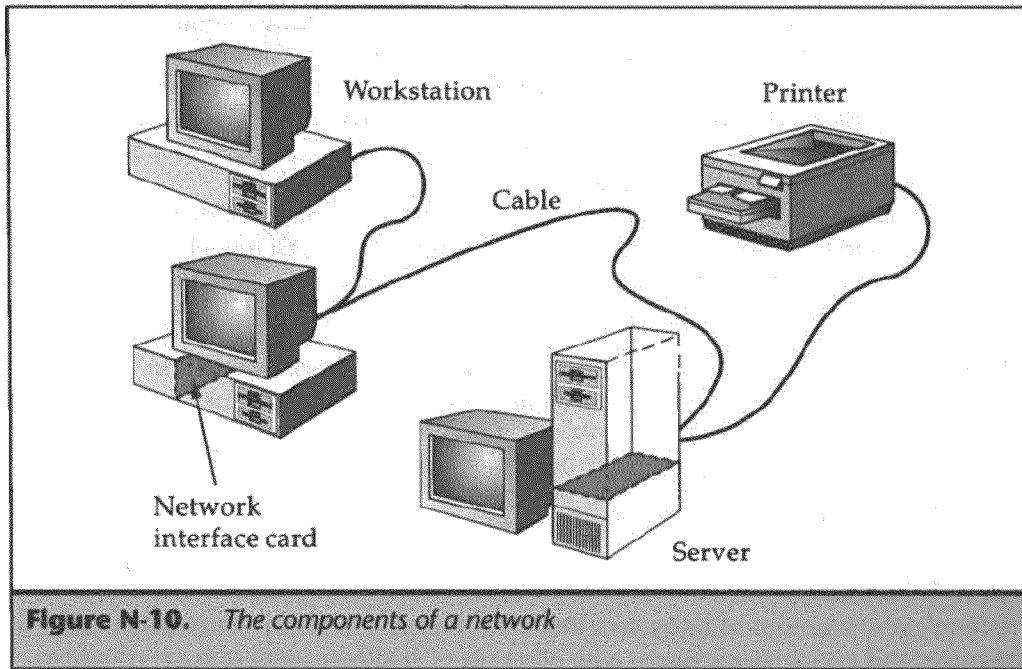 Workstation
Printer
Cable
Network
interface card
Server
Figure N-10. The components of a network